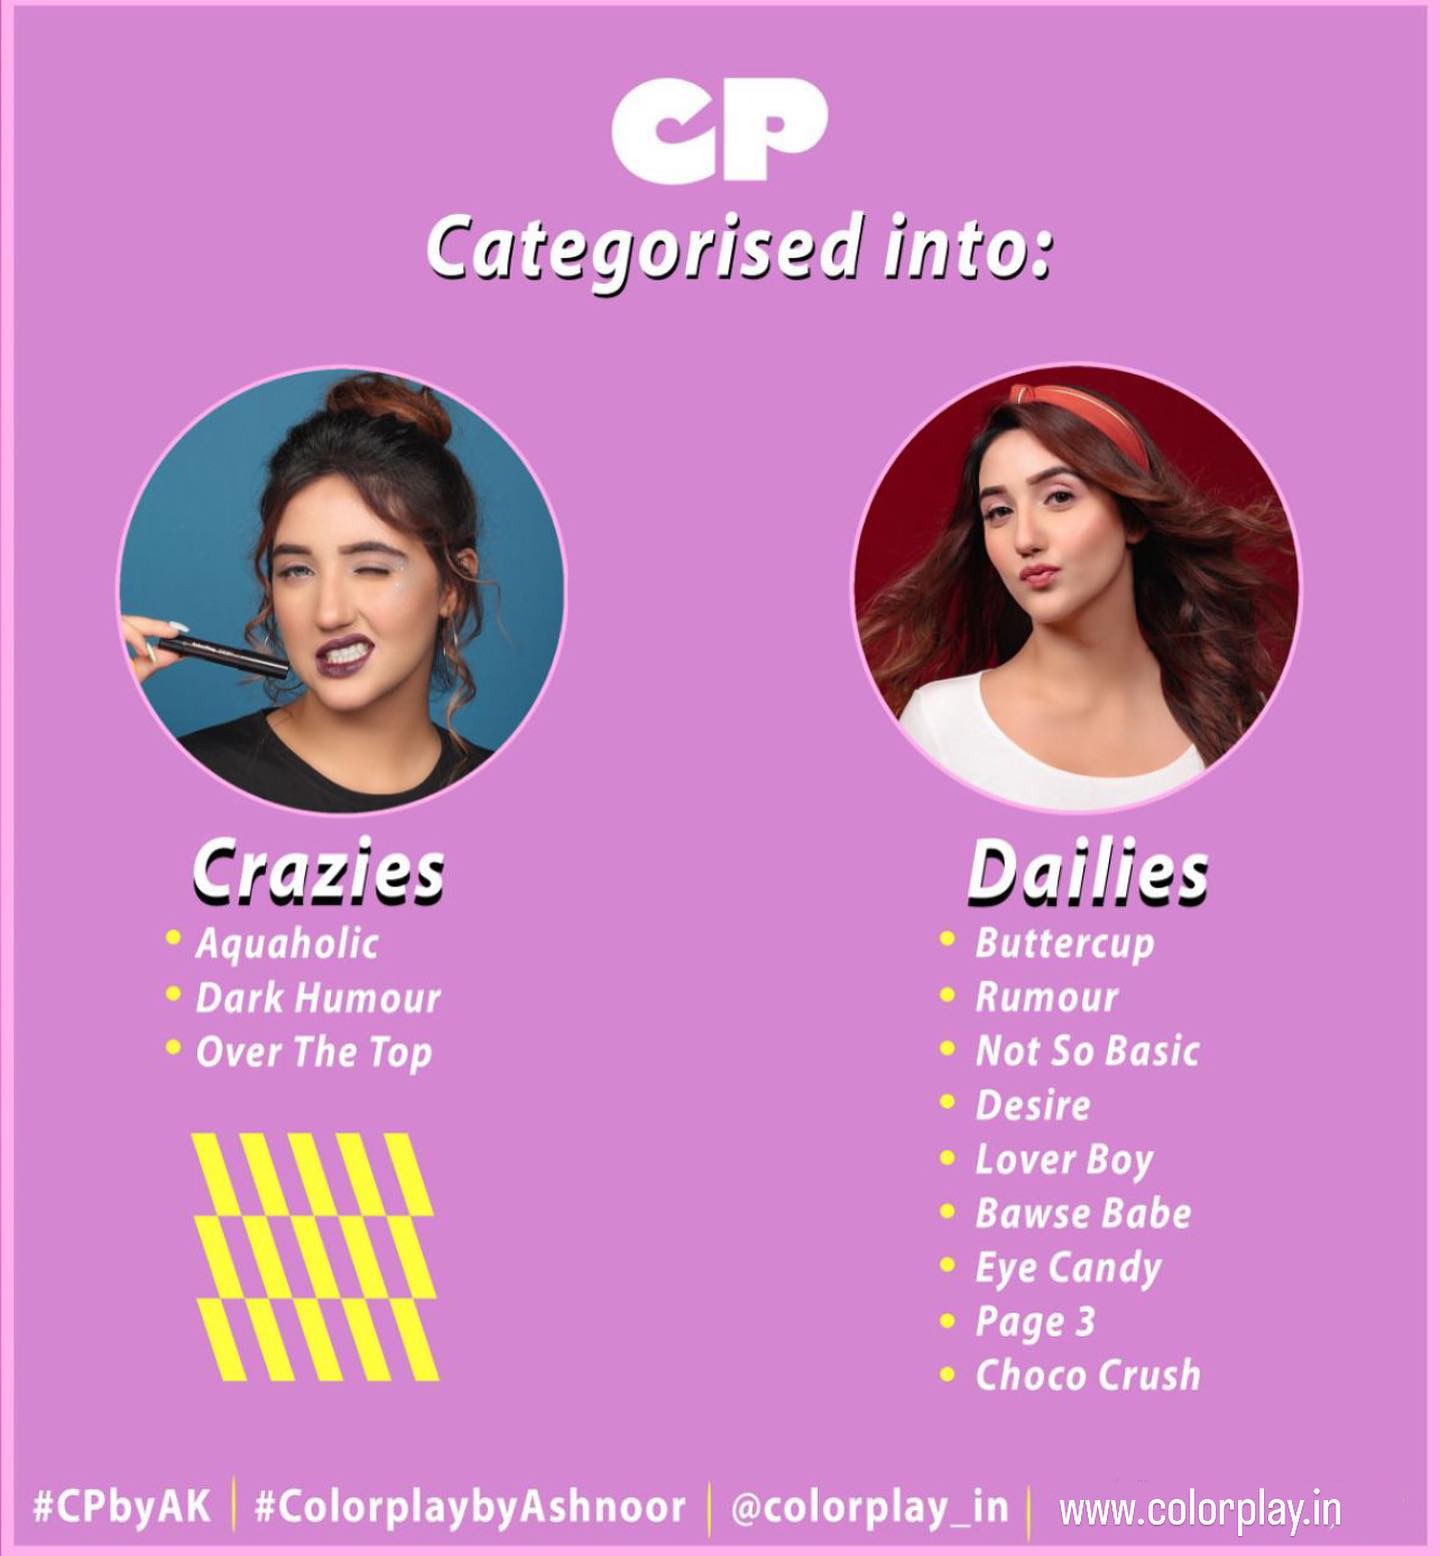 CP
Categorised into:
Crazies
• Aquaholic
• Dark Humour
• Over The Top
Dailies
• Buttercup
• Rumour
• Not So Basic
• Desire
• Lover Boy
• Bawse Babe
• Eye Candy
• Page 3
• Choco Crush
#CPbyAK | #ColorplaybyAshnoor | @colorplay_in | www.colorplay.in